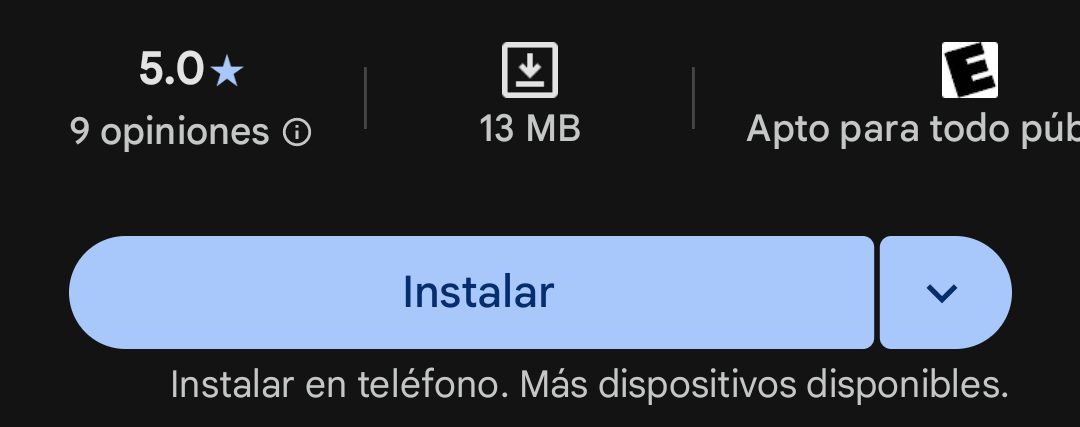 5.0★
9 opiniones
13 MB
E
Apto para todo púb
Instalar
Instalar en teléfono. Más dispositivos disponibles.